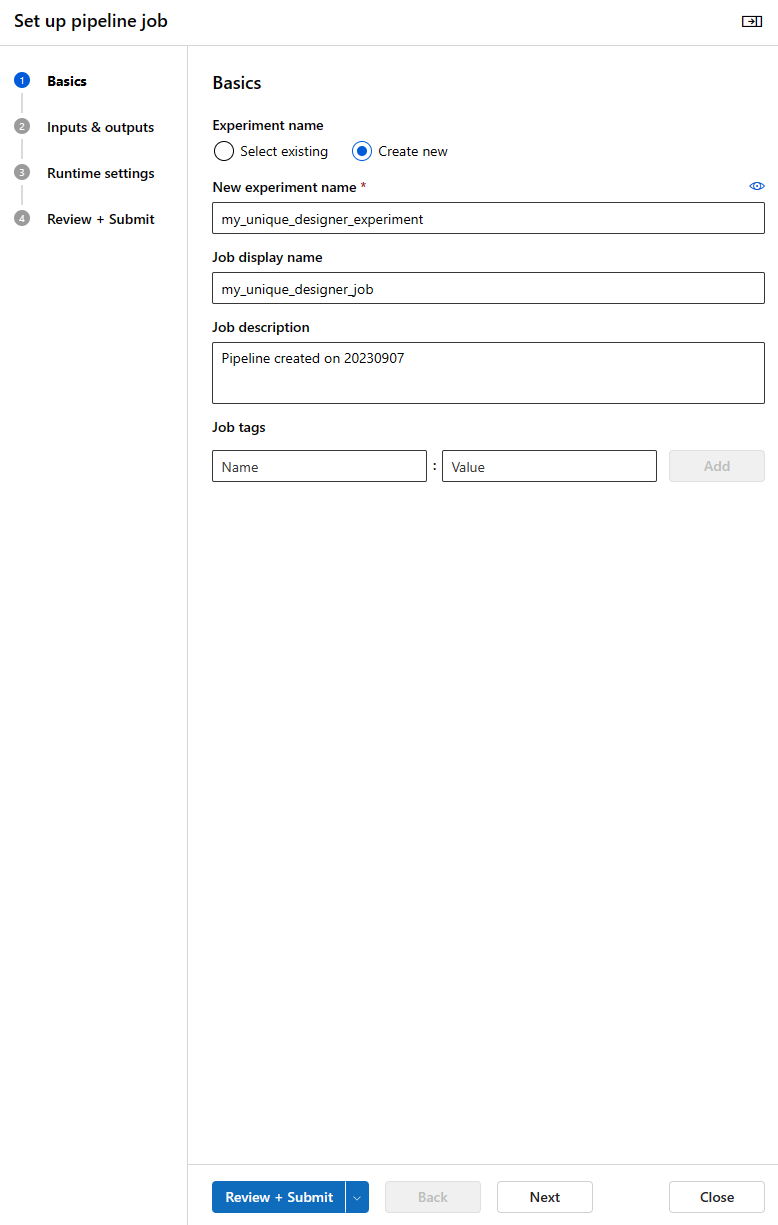 Set up pipeline job
1 Basics
2 Inputs & outputs
3 Runtime settings
4 Review + Submit
Basics
Experiment name
Select existing Create new
New experiment name *
my_unique_designer_experiment
Job display name
my_unique_designer_job
Job description
Pipeline created on 20230907
Job tags
Name : Value Add
Review + Submit Back Next Close